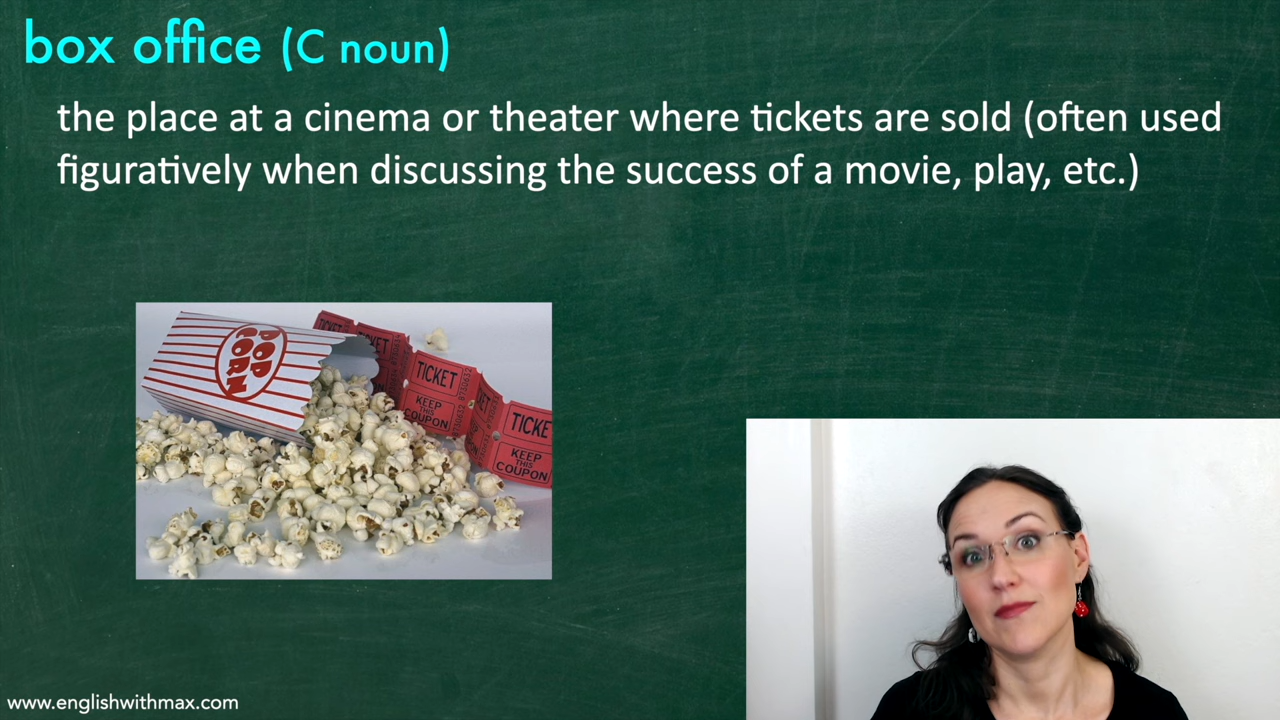 box office (C noun)
the place at a cinema or theater where tickets are sold (often used
figuratively when discussing the success of a movie, play, etc.)
POP
CORN
TICKET
TICKET
KEEP
THIS
COUPON
TICKE
KEEP
THIS
COUPON
www.englishwithmax.com